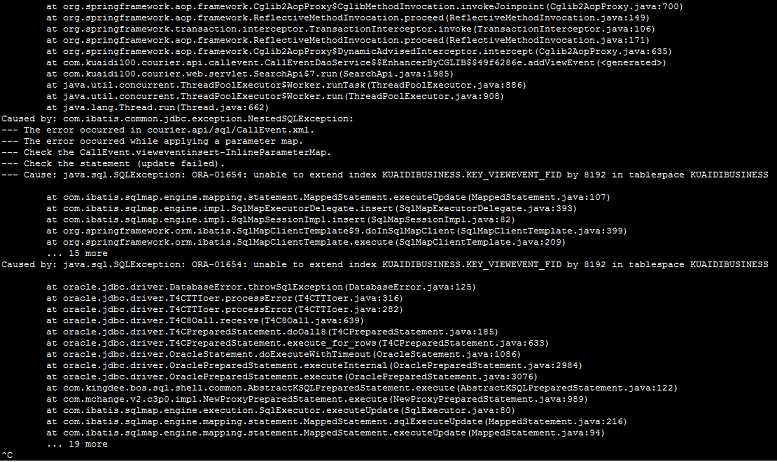 at org.springframework.aop.framework.Cglib2AopProxy$CglibMethodInvocation.invokeJoinpoint(Cglib2AopProxy.java:700)
at org.springframework.aop.framework.ReflectiveMethodInvocation.proceed(ReflectiveMethodInvocation.java:149)
at org.springframework.transaction.interceptor.TransactionInterceptor.invoke(TransactionInterceptor.java:106)
at org.springframework.aop.framework.ReflectiveMethodInvocation.proceed(ReflectiveMethodInvocation.java:171)
at org.springframework.aop.framework.Cglib2AopProxy$DynamicAdvisedInterceptor.intercept(Cglib2AopProxy.java:635)
at com.kuaidi100.courier.api.callevent.CallEventDaoService$$EnhancerByCGLIB$$49f6286e.addViewEvent(<generated>)
at com.kuaidi100.courier.web.servlet.SearchApi$7.run(SearchApi.java:1985)
at java.util.concurrent.ThreadPoolExecutor$Worker.runTask(ThreadPoolExecutor.java:886)
at java.util.concurrent.ThreadPoolExecutor$Worker.run(ThreadPoolExecutor.java:908)
at java.lang.Thread.run(Thread.java:662)
Caused by: com.ibatis.common.jdbc.exception.NestedSQLException:
--- The error occurred in courier.api/sql/CallEvent.xml.
--- The error occurred while applying a parameter map.
--- Check the CallEvent.vieweventinsert-InlineParameterMap.
--- Check the statement (update failed).
--- Cause: java.sql.SQLException: ORA-01654: unable to extend index KUAIDIBUSINESS.KEY_VIEWEVENT_FID by 8192 in tablespace KUAIDIBUSINESS
at com.ibatis.sqlmap.engine.mapping.statement.MappedStatement.executeUpdate(MappedStatement.java:107)
at com.ibatis.sqlmap.engine.impl.SqlMapExecutorDelegate.insert(SqlMapExecutorDelegate.java:393)
at com.ibatis.sqlmap.engine.impl.SqlMapSessionImpl.insert(SqlMapSessionImpl.java:82)
at org.springframework.orm.ibatis.SqlMapClientTemplate$9.doInSqlMapClient(SqlMapClientTemplate.java:399)
at org.springframework.orm.ibatis.SqlMapClientTemplate.execute(SqlMapClientTemplate.java:209)
... 15 more
Caused by: java.sql.SQLException: ORA-01654: unable to extend index KUAIDIBUSINESS.KEY_VIEWEVENT_FID by 8192 in tablespace KUAIDIBUSINESS
at oracle.jdbc.driver.DatabaseError.throwSqlException(DatabaseError.java:125)
at oracle.jdbc.driver.T4CTTIoer.processError(T4CTTIoer.java:316)
at oracle.jdbc.driver.T4CTTIoer.processError(T4CTTIoer.java:282)
at oracle.jdbc.driver.T4C8Oall.receive(T4C8Oall.java:639)
at oracle.jdbc.driver.T4CPreparedStatement.doOall8(T4CPreparedStatement.java:185)
at oracle.jdbc.driver.T4CPreparedStatement.execute_for_rows(T4CPreparedStatement.java:633)
at oracle.jdbc.driver.OracleStatement.doExecuteWithTimeout(OracleStatement.java:1086)
at oracle.jdbc.driver.OraclePreparedStatement.executeInternal(OraclePreparedStatement.java:2984)
at oracle.jdbc.driver.OraclePreparedStatement.execute(OraclePreparedStatement.java:3076)
at com.kingdee.bos.sql.shell.common.AbstractKSQLPreparedStatement.execute(AbstractKSQLPreparedStatement.java:122)
at com.mchange.v2.c3p0.impl.NewProxyPreparedStatement.execute(NewProxyPreparedStatement.java:989)
at com.ibatis.sqlmap.engine.execution.SqlExecutor.executeUpdate(SqlExecutor.java:80)
at com.ibatis.sqlmap.engine.mapping.statement.MappedStatement.sqlExecuteUpdate(MappedStatement.java:216)
at com.ibatis.sqlmap.engine.mapping.statement.MappedStatement.executeUpdate(MappedStatement.java:94)
... 19 more
^C